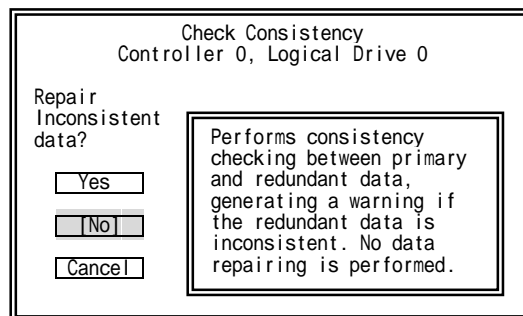 Check Consistency
Controller 0, Logical Drive 0
Repair
Inconsistent
data?
Yes
[No]
Cancel
Performs consistency
checking between primary
and redundant data,
generating a warning if
the redundant data is
inconsistent. No data
repairing is performed.